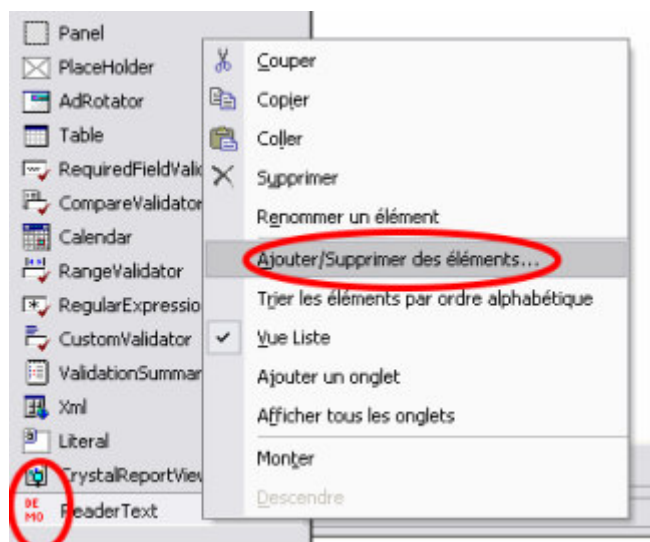 Panel
PlaceHolder
AdRotator
Table
RequiredFieldValic
CompareValidator
Calendar
RangeValidator
RegularExpressio
CustomValidator
ValidationSummar
Xml
Literal
CrystalReportView
DE
MO
ReaderText
Couper
Copier
Coller
Supprimer
Renommer un élément
Ajouter/Supprimer des éléments...
Trier les éléments par ordre alphabétique
Vue Liste
Ajouter un onglet
Afficher tous les onglets
Monter
Descendre